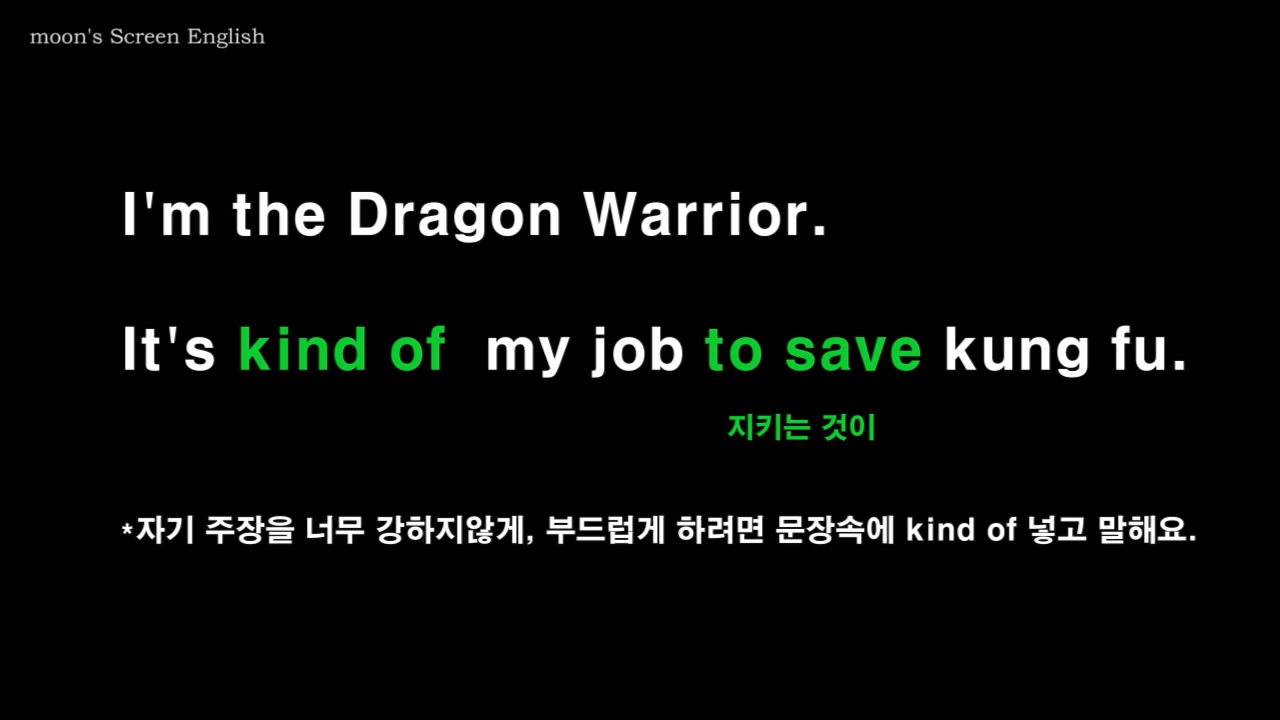 moon's Screen English
I'm the Dragon Warrior.
It's kind of my job to save kung fu.
지키는 것이
*자기 주장을 너무 강하지않게, 부드럽게 하려면 문장속에 kind of 넣고 말해요.